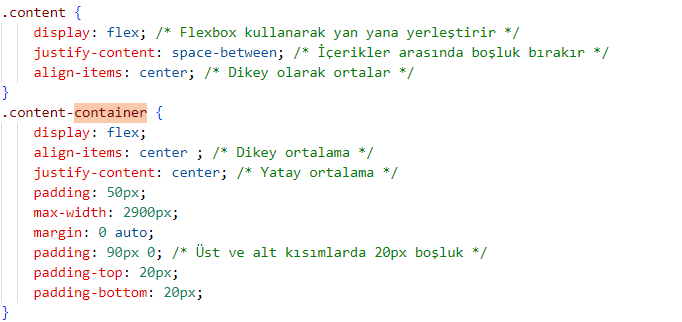 .content {
    display: flex; /* Flexbox kullanarak yan yana yerleştirir */
    justify-content: space-between; /* İçerikler arasında boşluk bırakır */
    align-items: center; /* Dikey olarak ortalar */
}
.content-container {
    display: flex;
    align-items: center ; /* Dikey ortalama */
    justify-content: center; /* Yatay ortalama */
    padding: 50px;
    max-width: 2900px;
    margin: 0 auto;
    padding: 90px 0; /* Üst ve alt kısımlarda 20px boşluk */
    padding-top: 20px;
    padding-bottom: 20px;
}